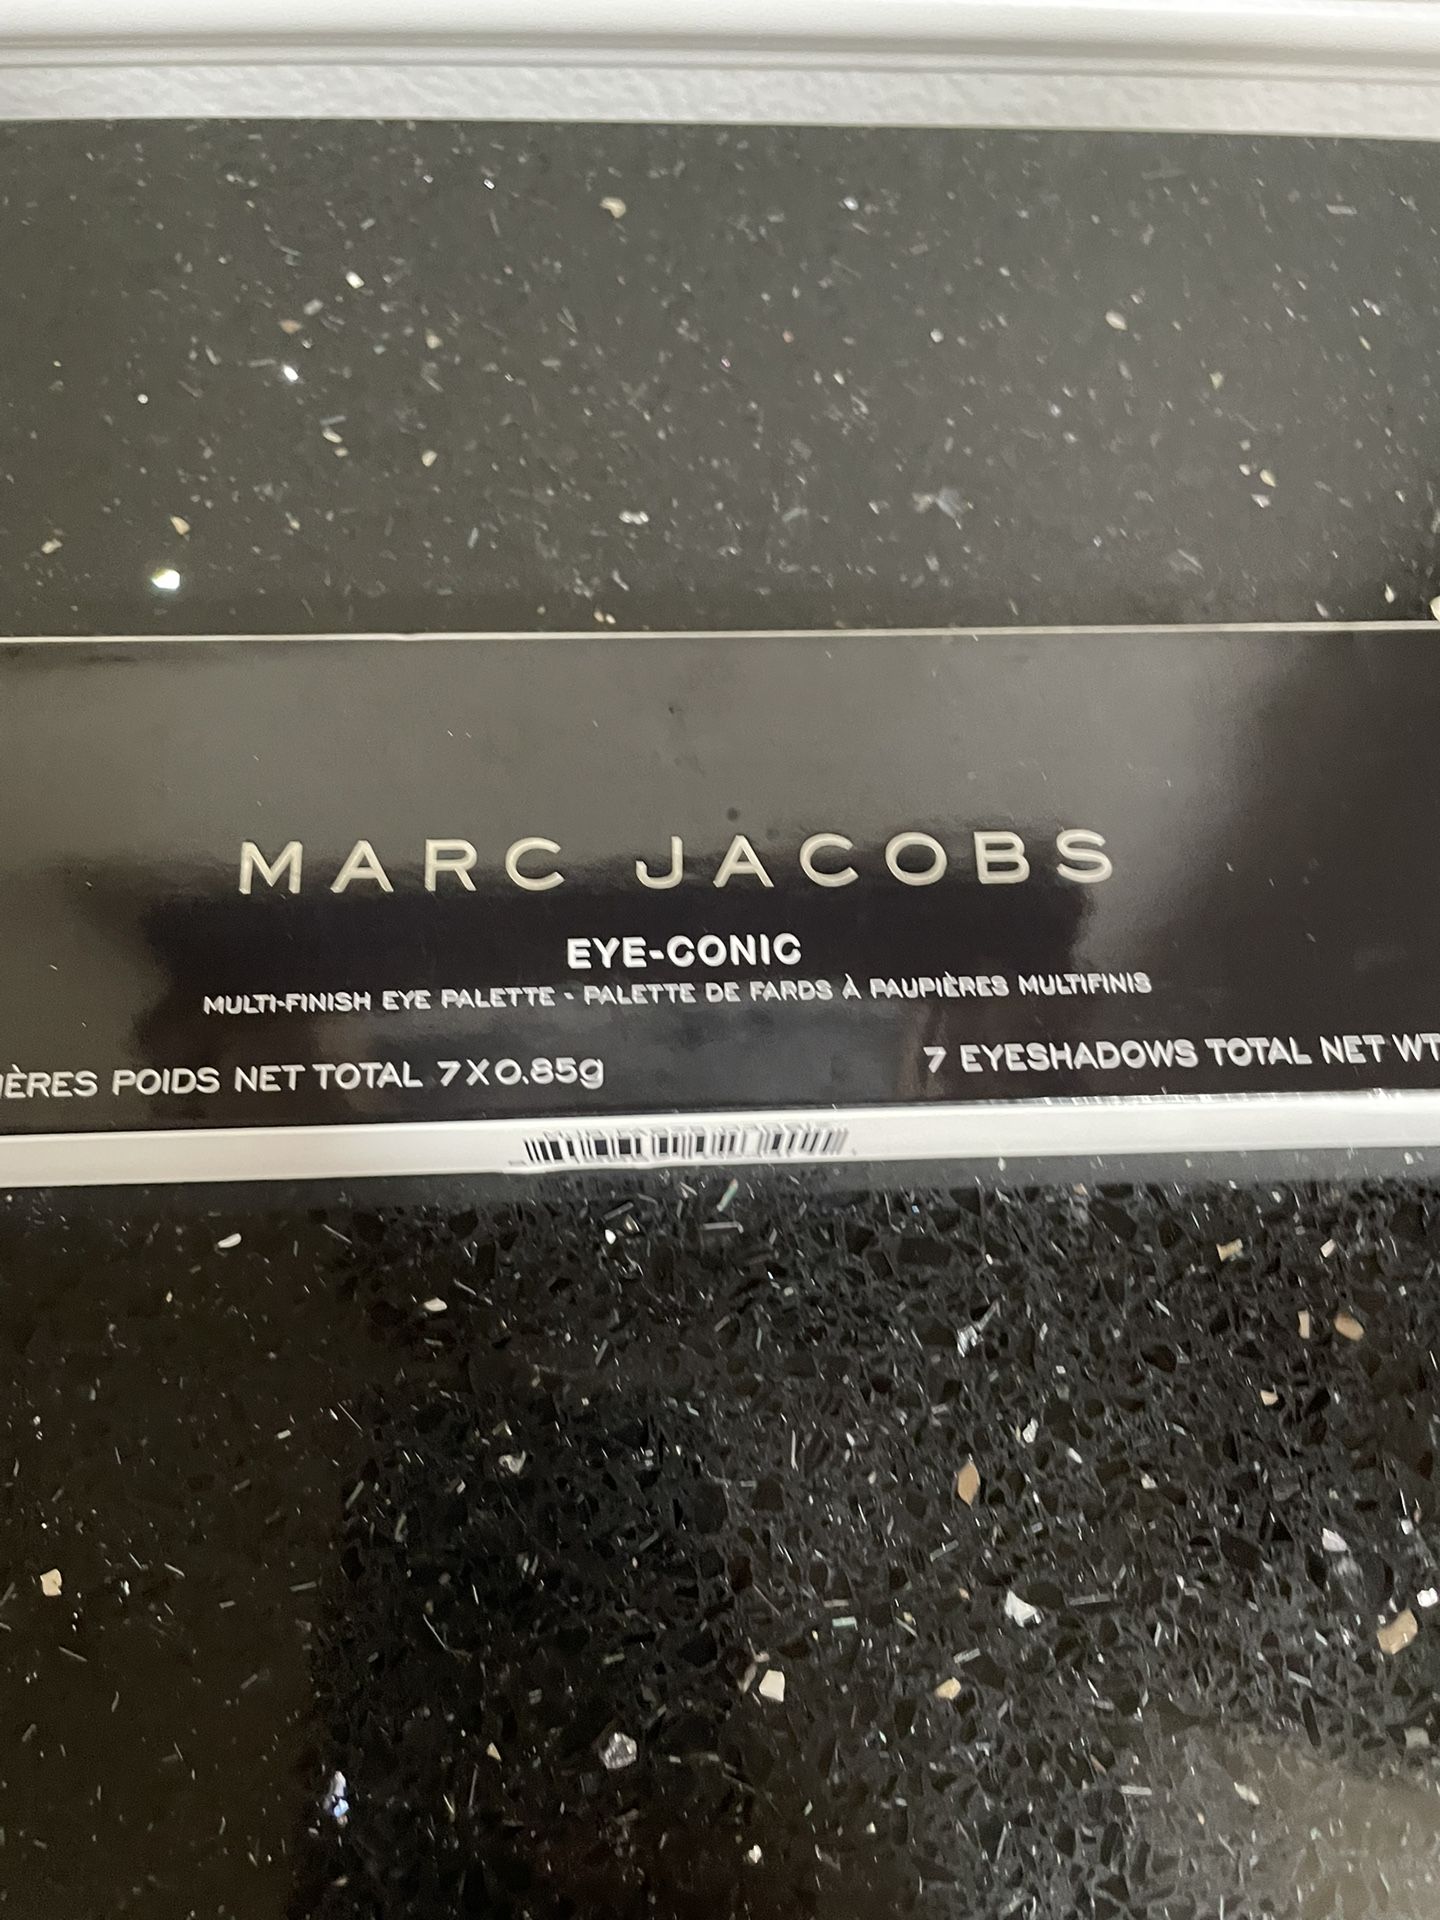 MARC JACOBS
EYE-CONIC
MULTI-FINISH EYE PALETTE - PALETTE DE FARDS À PAUPIÈRES MULTIFINIS
IÈRES POIDS NET TOTAL 7X0.85g 7 EYESHADOWS TOTAL NET WT